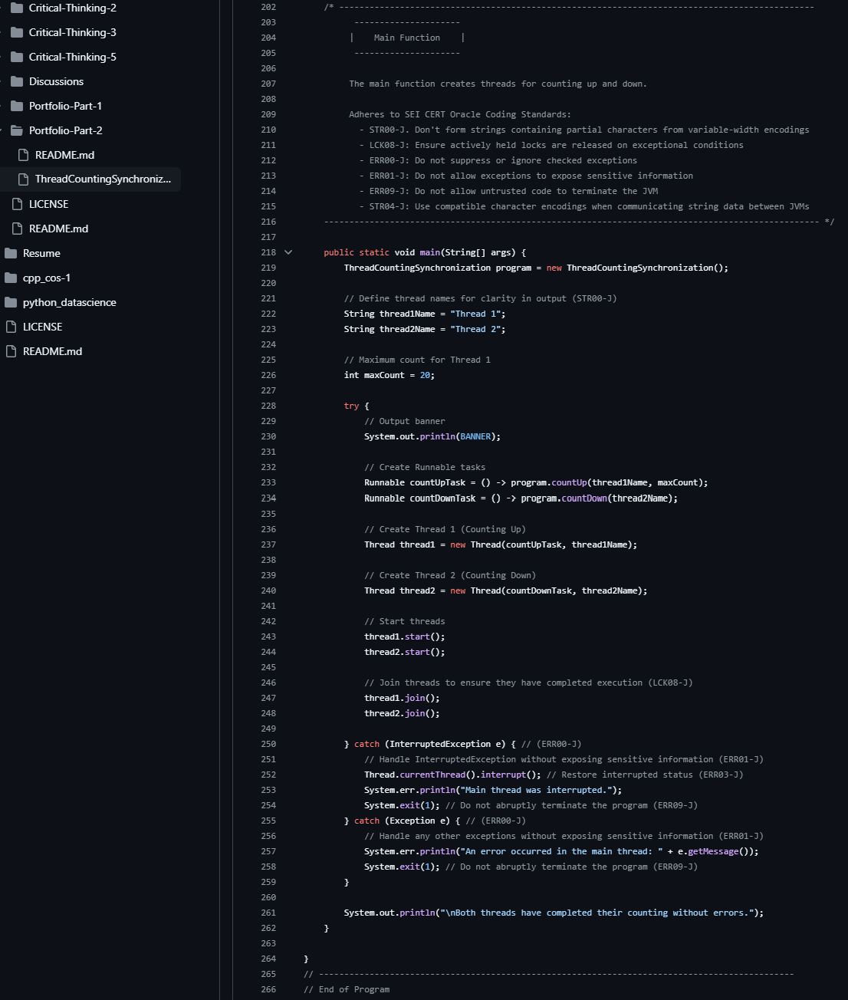 Critical-Thinking-2
Critical-Thinking-3
Critical-Thinking-5
Discussions
Portfolio-Part-1
Portfolio-Part-2
README.md
ThreadCountingSynchroniz...
LICENSE
README.md
Resume
cpp_cos-1
python_datascience
LICENSE
README.md
202 /* ----------------------------------------------------------------------------------------------
203 ---------------------
204 |    Main Function    |
205 ---------------------
206
207 The main function creates threads for counting up and down.
208
209 Adheres to SEI CERT Oracle Coding Standards:
210 - STR00-J. Don't form strings containing partial characters from variable-width encodings
211 - LCK08-J: Ensure actively held locks are released on exceptional conditions
212 - ERR00-J: Do not suppress or ignore checked exceptions
213 - ERR01-J: Do not allow exceptions to expose sensitive information
214 - ERR09-J: Do not allow untrusted code to terminate the JVM
215 - STR04-J: Use compatible character encodings when communicating string data between JVMs
216 -------------------------------------------------------------------------------------------------- */
217
218 public static void main(String[] args) {
219 ThreadCountingSynchronization program = new ThreadCountingSynchronization();
220
221 // Define thread names for clarity in output (STR00-J)
222 String thread1Name = "Thread 1";
223 String thread2Name = "Thread 2";
224
225 // Maximum count for Thread 1
226 int maxCount = 20;
227
228 try {
229 // Output banner
230 System.out.println(BANNER);
231
232 // Create Runnable tasks
233 Runnable countUpTask = () -> program.countUp(thread1Name, maxCount);
234 Runnable countDownTask = () -> program.countDown(thread2Name);
235
236 // Create Thread 1 (Counting Up)
237 Thread thread1 = new Thread(countUpTask, thread1Name);
238
239 // Create Thread 2 (Counting Down)
240 Thread thread2 = new Thread(countDownTask, thread2Name);
241
242 // Start threads
243 thread1.start();
244 thread2.start();
245
246 // Join threads to ensure they have completed execution (LCK08-J)
247 thread1.join();
248 thread2.join();
249
250 } catch (InterruptedException e) { // (ERR00-J)
251 // Handle InterruptedException without exposing sensitive information (ERR01-J)
252 Thread.currentThread().interrupt(); // Restore interrupted status (ERR03-J)
253 System.err.println("Main thread was interrupted.");
254 System.exit(1); // Do not abruptly terminate the program (ERR09-J)
255 } catch (Exception e) { // (ERR00-J)
256 // Handle any other exceptions without exposing sensitive information (ERR01-J)
257 System.err.println("An error occurred in the main thread: " + e.getMessage());
258 System.exit(1); // Do not abruptly terminate the program (ERR09-J)
259 }
260
261 System.out.println("\nBoth threads have completed their counting without errors.");
262 }
263
264 }
265 // ----------------------------------------------------------------------------------------------
266 // End of Program